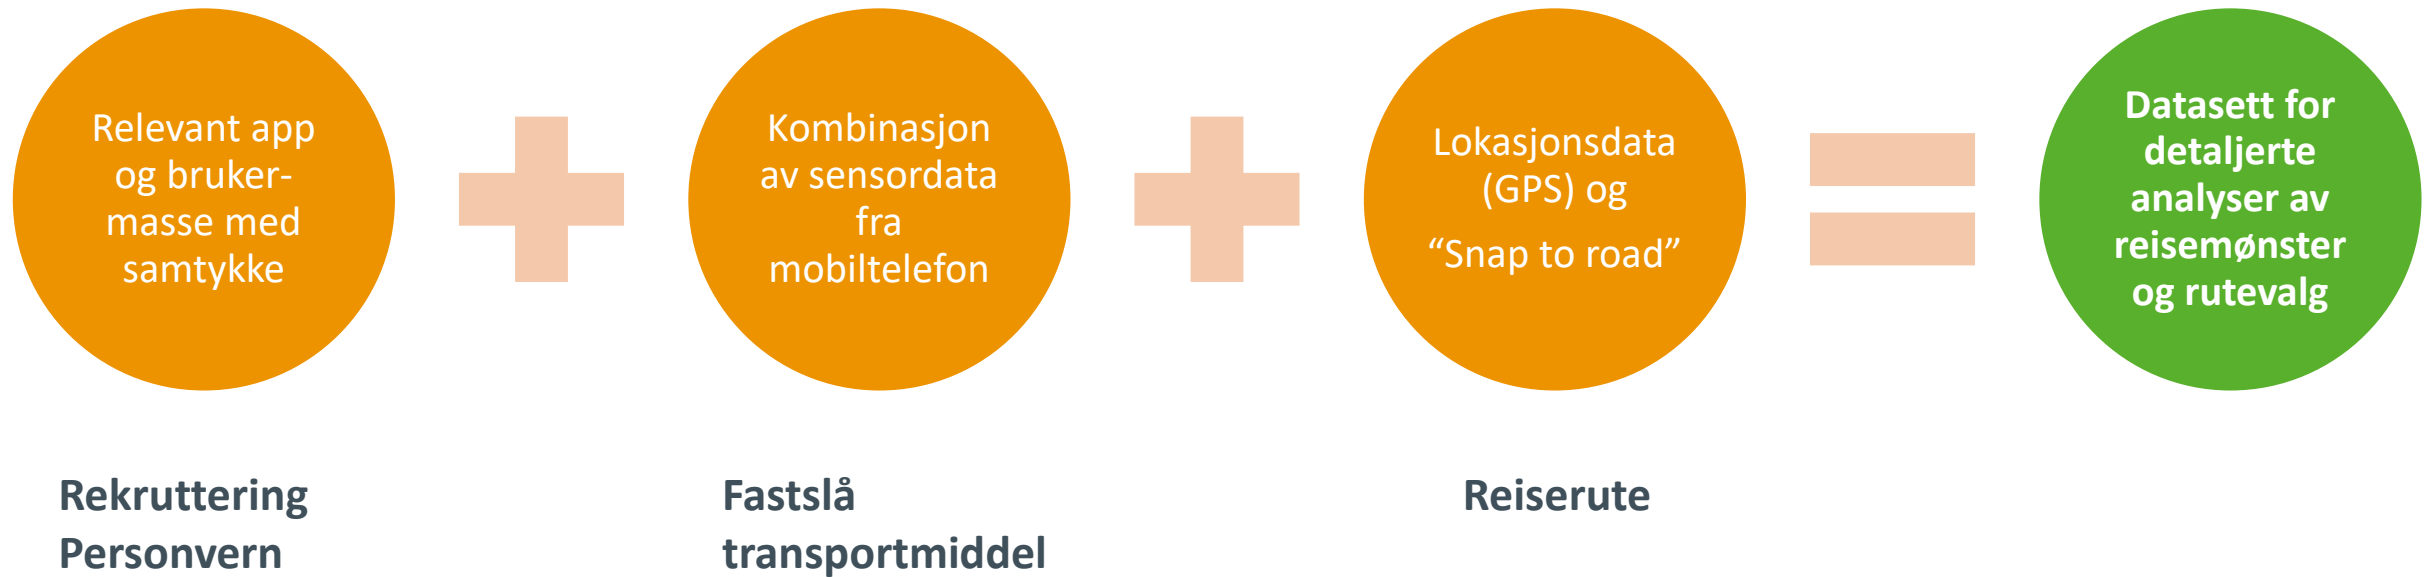 Relevant app
og bruker-
masse med
samtykke
Kombinasjon
av sensordata
fra
mobiltelefon
Lokasjonsdata
(GPS) og
“Snap to road”
Datasett for
detaljerte
analyser av
reisemønster
og rutevalg
Rekruttering
Personvern
Fastslå
transportmiddel
Reiserute